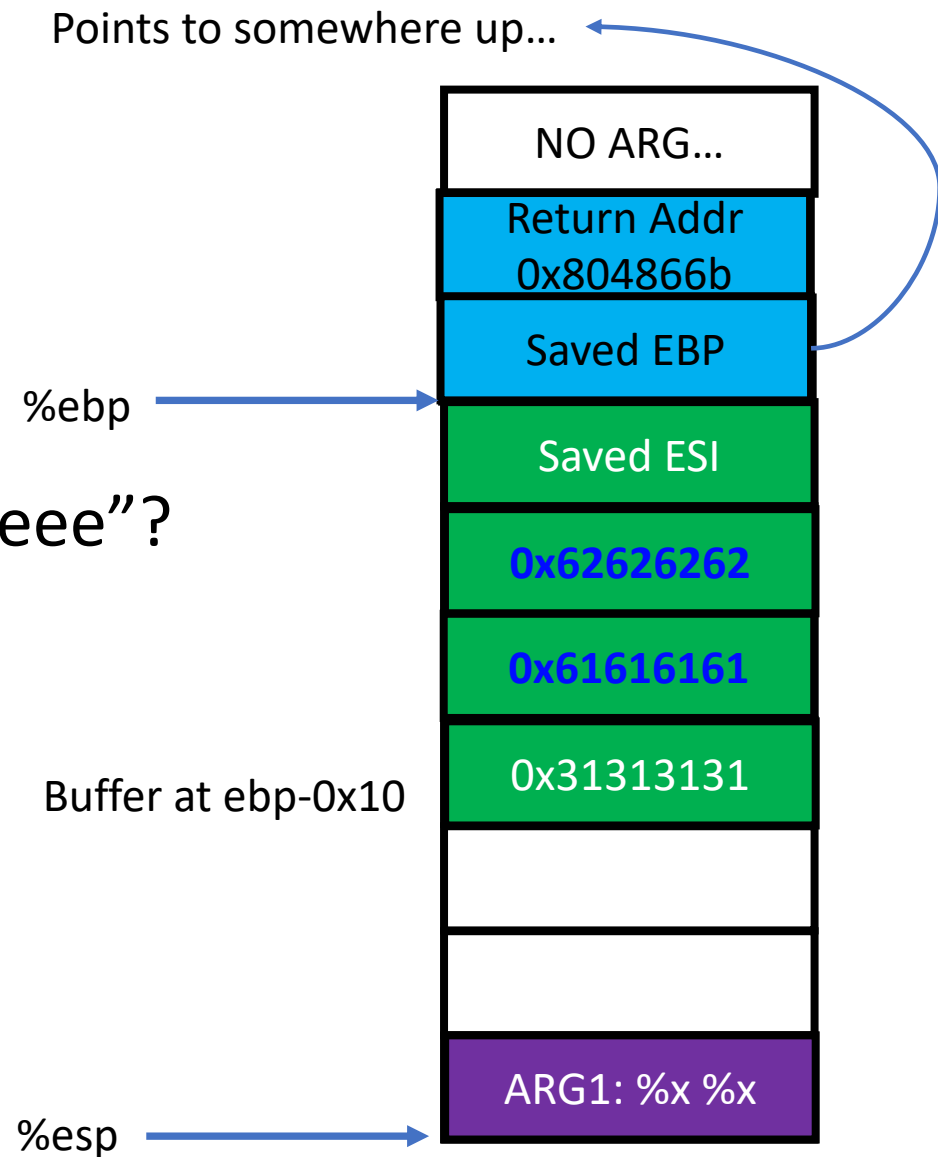 Points to somewhere up…
NO ARG…
Return Addr
0x804866b
Saved EBP
%ebp
Saved ESI
eee”?
0x62626262
0x61616161
0x31313131
Buffer at ebp-0x10
ARG1: %x %x
%esp